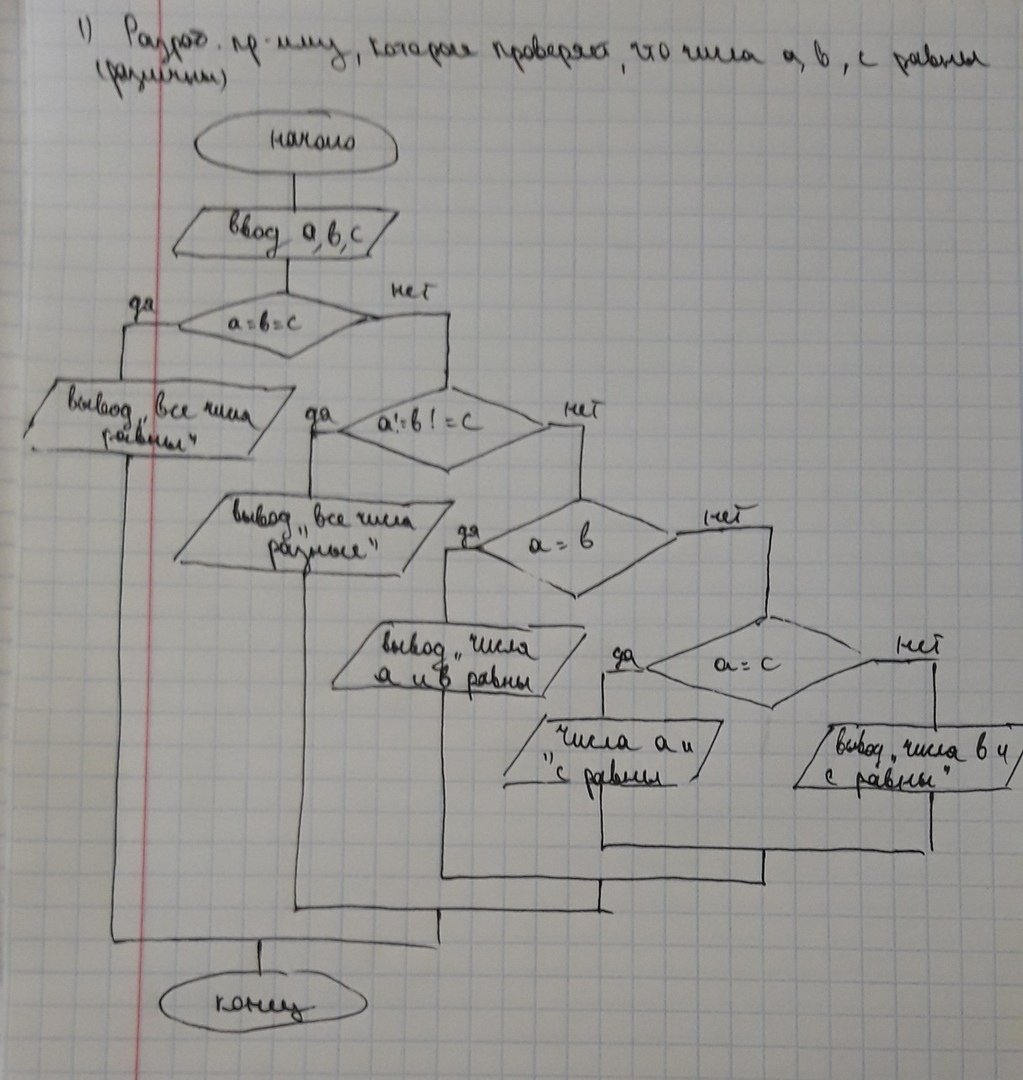 1) Разраб. пр-мму, которая проверяет, что числа a, b, c равны
(различны)
начало
ввод a, b, c
да
нет
a=b=c
вывод „все числа
равны"
да
нет
a!=b!=c
вывод „все числа
разные"
да
нет
a = b
вывод „числа
a и b равны
да
нет
a = c
числа a и
"c равны
вывод „числа b и
c равны"
конец